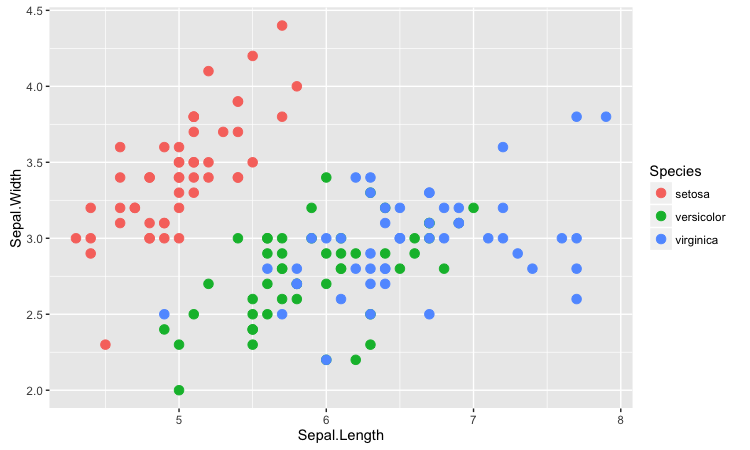 4.5
4.0
3.5
3.0
2.5
2.0
Sepal.Width
5 6 7 8
Sepal.Length
Species
setosa
versicolor
virginica